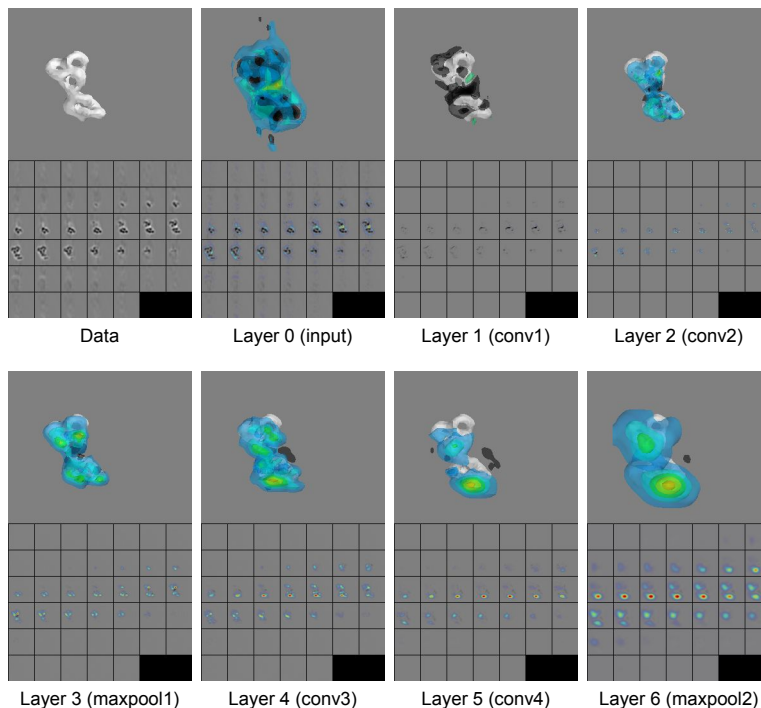 Data
Layer 0 (input)
Layer 1 (conv1)
Layer 2 (conv2)
Layer 3 (maxpool1)
Layer 4 (conv3)
Layer 5 (conv4)
Layer 6 (maxpool2)